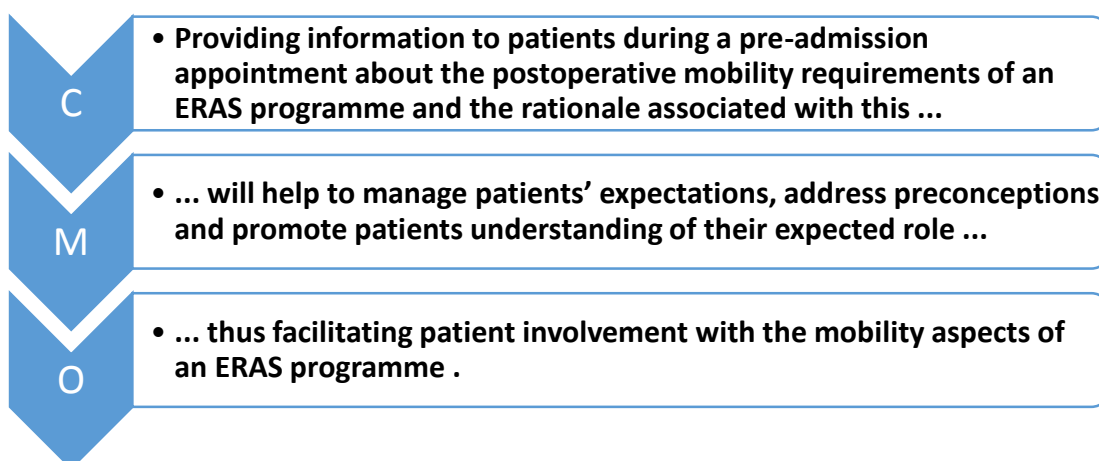 C
• Providing information to patients during a pre-admission
appointment about the postoperative mobility requirements of an
ERAS programme and the rationale associated with this ...
M
• ... will help to manage patients’ expectations, address preconceptions
and promote patients understanding of their expected role ...
O
• ... thus facilitating patient involvement with the mobility aspects of
an ERAS programme .